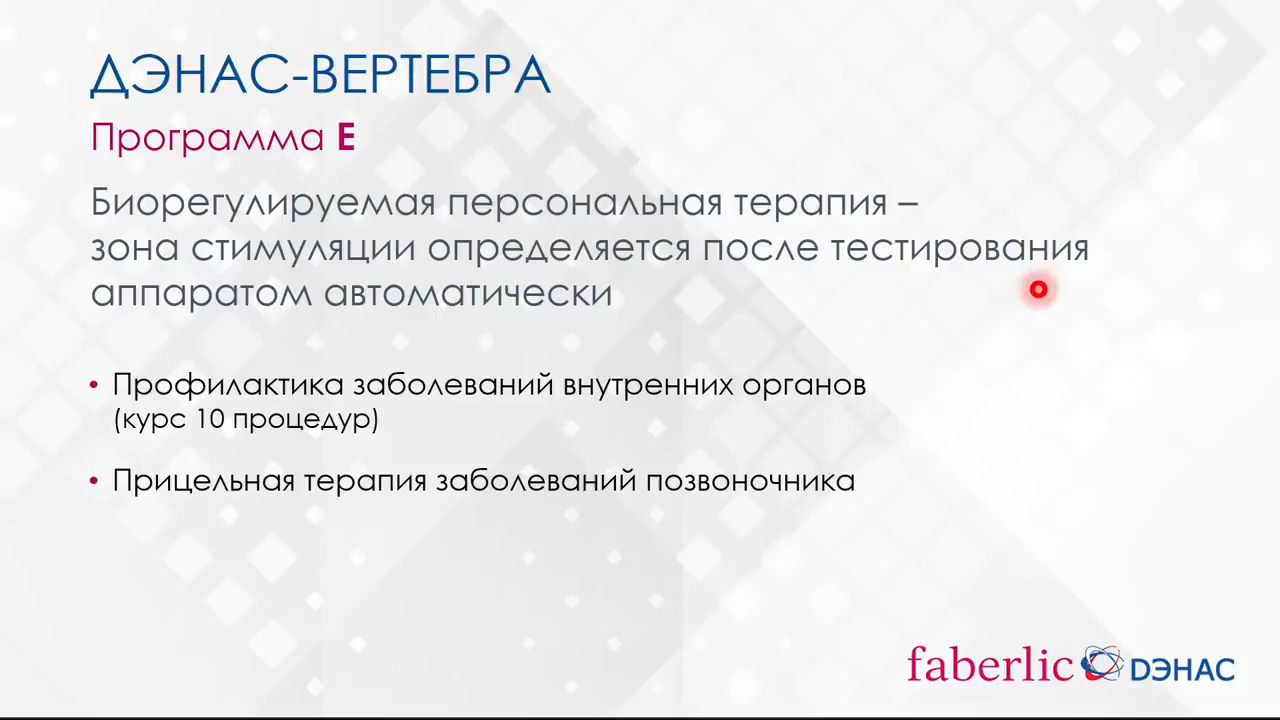 ДЭНАС-ВЕРТЕБРА
Программа Е
Биорегулируемая персональная терапия –
зона стимуляции определяется после тестирования
аппаратом автоматически
• Профилактика заболеваний внутренних органов
(курс 10 процедур)
• Прицельная терапия заболеваний позвоночника
faberlic ДЭНАС